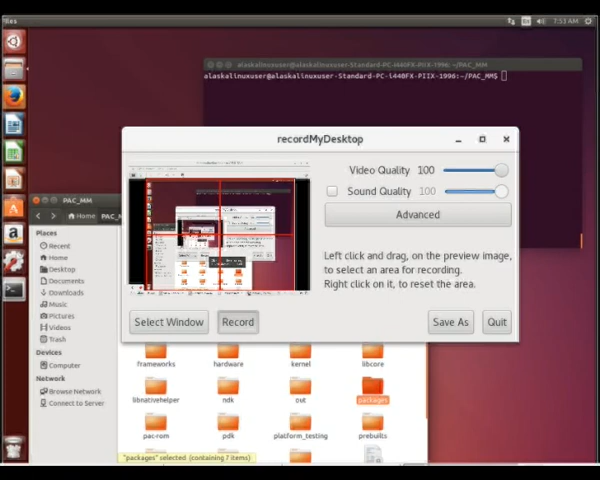 Files
En
7:53 AM
alaskalinuxuser@alaskalinuxuser-Standard-PC-i440FX-PIIX-1996: ~/PAC_MM
alaskalinuxuser@alaskalinuxuser-Standard-PC-i440FX-PIIX-1996:~/PAC_MM$
recordMyDesktop
Video Quality 100
Sound Quality 100
Advanced
Left click and drag, on the preview image,
to select an area for recording.
Right click on it, to reset the area.
Select Window
Record
Save As
Quit
PAC_MM
Home
PAC_M
Places
Recent
Home
Desktop
Documents
Downloads
Music
Pictures
Videos
Trash
Devices
Computer
Network
Browse Network
Connect to Server
frameworks
hardware
kernel
libcore
libnativehelper
ndk
out
packages
pac-rom
pdk
platform_testing
prebuilts
"packages" selected (containing 7 items)